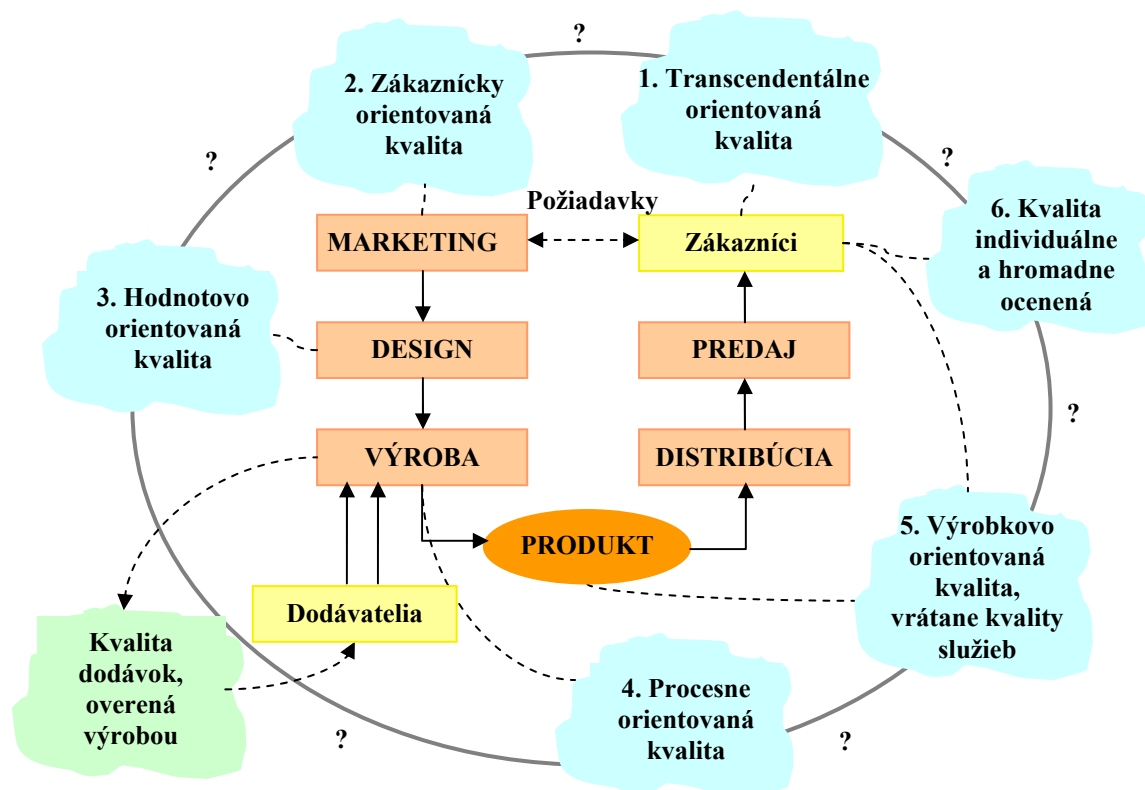 ?
2. Zákaznícky
orientovaná
kvalita
1. Transcendentálne
orientovaná
kvalita
?
?
6. Kvalita
individuálne
a hromadne
ocenená
Požiadavky
MARKETING
Zákazníci
3. Hodnotovo
orientovaná
kvalita
DESIGN
PREDAJ
?
VÝROBA
DISTRIBÚCIA
PRODUKT
5. Výrobkovo
orientovaná
kvalita,
vrátane kvality
služieb
Dodávatelia
Kvalita
dodávok,
overená
výrobou
4. Procesne
orientovaná
kvalita
?
?